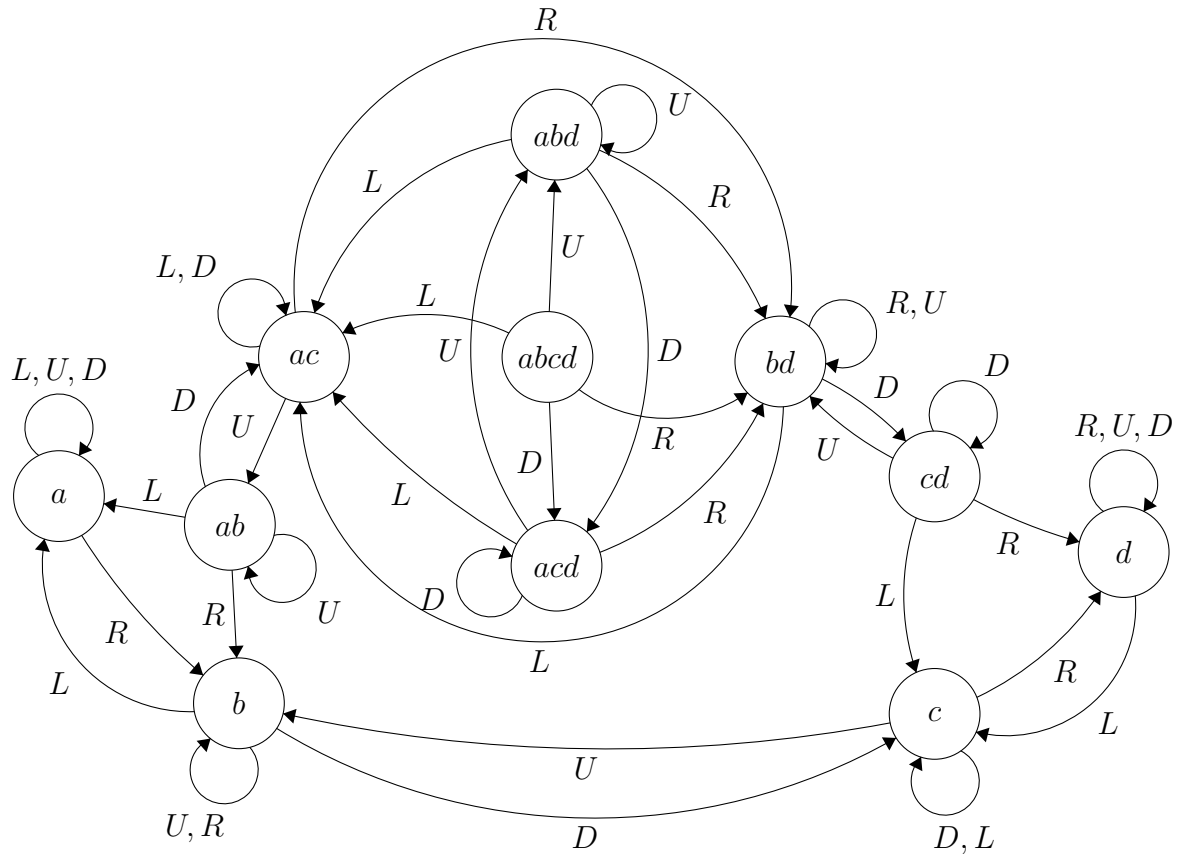 R
abd
U
L
R
U
L, D
L
R, U
ac
U
abcd
D
bd
L, U, D
D
D
D
U
R
U
R, U, D
a
L
ab
D
L
R
cd
R
d
acd
D
U
R
L
R
b
L
L
R
c
L
U
U, R
D
D, L